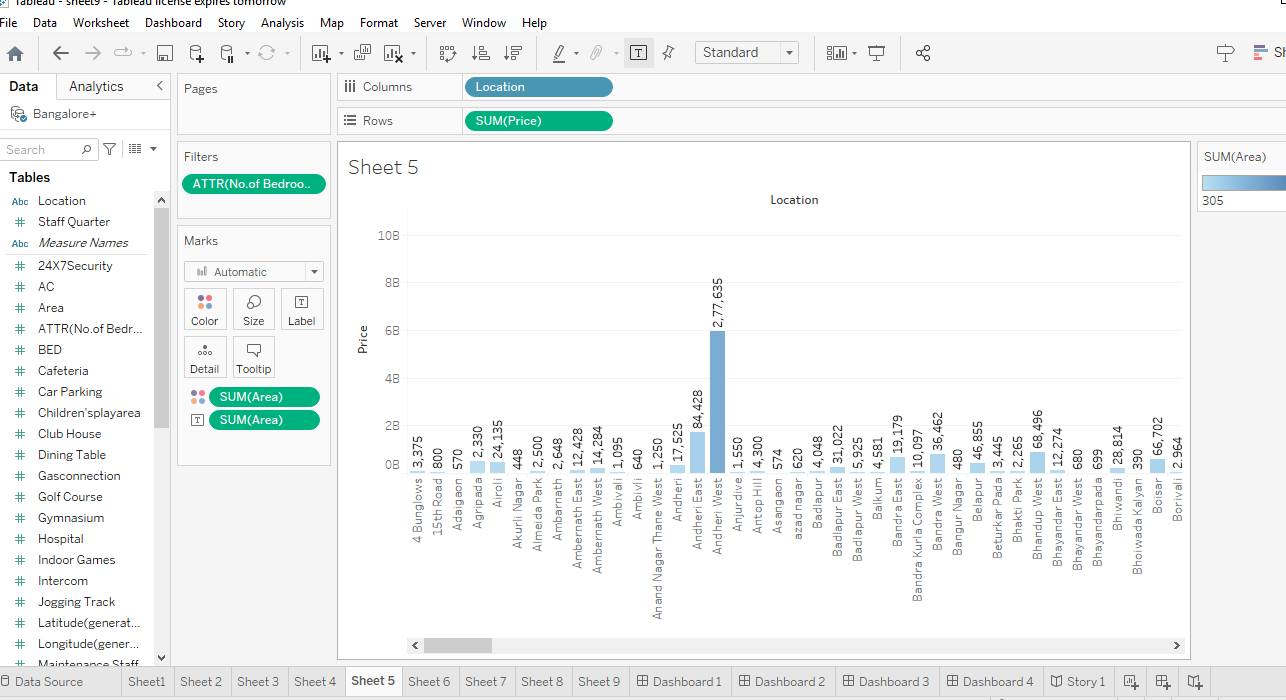 Tableau - sheet9 - Tableau license expires tomorrow
File Data Worksheet Dashboard Story Analysis Map Format Server Window Help
Standard
Data Analytics
Bangalore+
Search
Tables
Abc Location
# Staff Quarter
Abc Measure Names
# 24X7Security
# AC
# Area
# ATTR(No.of Bedr...
# BED
# Cafeteria
# Car Parking
# Children'splayarea
# Club House
# Dining Table
# Gasconnection
# Golf Course
# Gymnasium
# Hospital
# Indoor Games
# Intercom
# Jogging Track
# Latitude(generat...
# Longitude(gener...
# Maintenance Staff
Pages
Filters
ATTR(No.of Bedroo..
Marks
Automatic
Color Size Label
Detail Tooltip
SUM(Area)
SUM(Area)
Columns Location
Rows SUM(Price)
Sheet 5
Location
Price
10B
8B
6B
4B
2B
0B
3,375
800
570
2,330
24,135
448
2,500
2,648
12,428
14,284
1,095
640
1,250
17,525
84,428
2,77,635
1,550
4,300
574
620
4,048
31,022
5,925
4,581
19,179
10,097
36,462
480
46,855
3,445
2,265
68,496
12,274
680
699
28,814
390
66,702
2,964
4 Bunglows
15th Road
Adaigaon
Agripada
Airoli
Akurli Nagar
Almeida Park
Ambarnath
Ambernath East
Ambernath West
Ambivali
Ambivli
Anand Nagar Thane West
Andheri
Andheri East
Andheri West
Anjurdive
Antop Hill
Asangaon
azad nagar
Badlapur
Badlapur East
Badlapur West
Balkum
Bandra East
Bandra Kurla Complex
Bandra West
Bangur Nagar
Belapur
Beturkar Pada
Bhakti Park
Bhandup West
Bhayandar East
Bhayandar West
Bhayandarpada
Bhiwandi
Bhoiwada Kalyan
Boisar
Borivali
SUM(Area)
305
Data Source Sheet1 Sheet 2 Sheet 3 Sheet 4 Sheet 5 Sheet 6 Sheet 7 Sheet 8 Sheet 9 Dashboard 1 Dashboard 2 Dashboard 3 Dashboard 4 Story 1